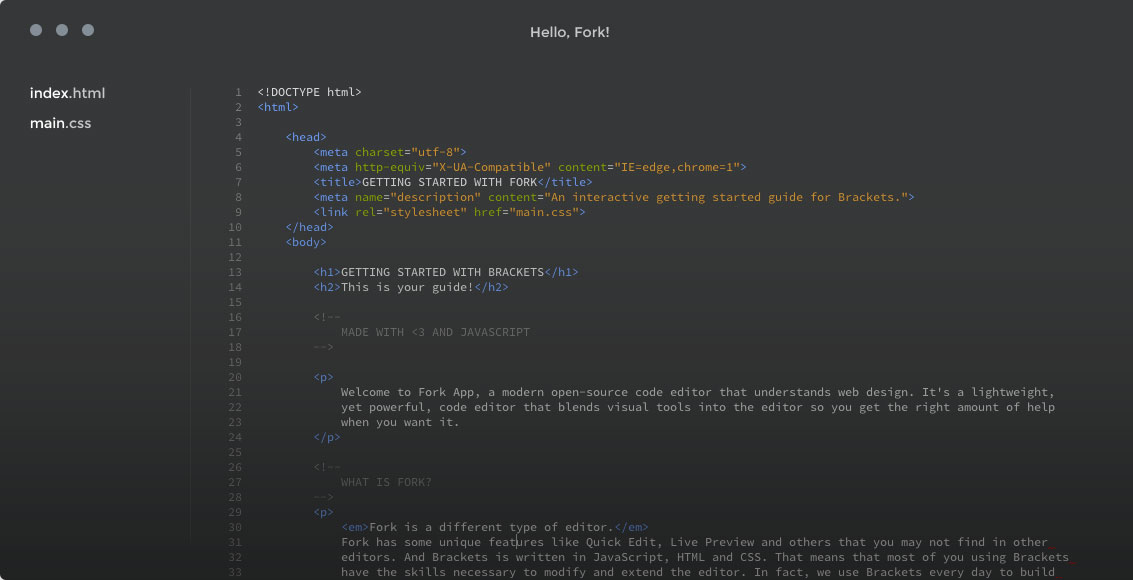 Hello, Fork!
index.html
main.css
1 <!DOCTYPE html>
2 <html>
3
4 <head>
5 <meta charset="utf-8">
6 <meta http-equiv="X-UA-Compatible" content="IE=edge,chrome=1">
7 <title>GETTING STARTED WITH FORK</title>
8 <meta name="description" content="An interactive getting started guide for Brackets.">
9 <link rel="stylesheet" href="main.css">
10 </head>
11 <body>
12
13 <h1>GETTING STARTED WITH BRACKETS</h1>
14 <h2>This is your guide!</h2>
15
16 <!--
17 MADE WITH <3 AND JAVASCRIPT
18 -->
19
20 <p>
21 Welcome to Fork App, a modern open-source code editor that understands web design. It's a lightweight,
22 yet powerful, code editor that blends visual tools into the editor so you get the right amount of help
23 when you want it.
24 </p>
25
26 <!--
27 WHAT IS FORK?
28 -->
29 <p>
30 <em>Fork is a different type of editor.</em>
31 Fork has some unique features like Quick Edit, Live Preview and others that you may not find in other
32 editors. And Brackets is written in JavaScript, HTML and CSS. That means that most of you using Brackets
33 have the skills necessary to modify and extend the editor. In fact, we use Brackets every day to build